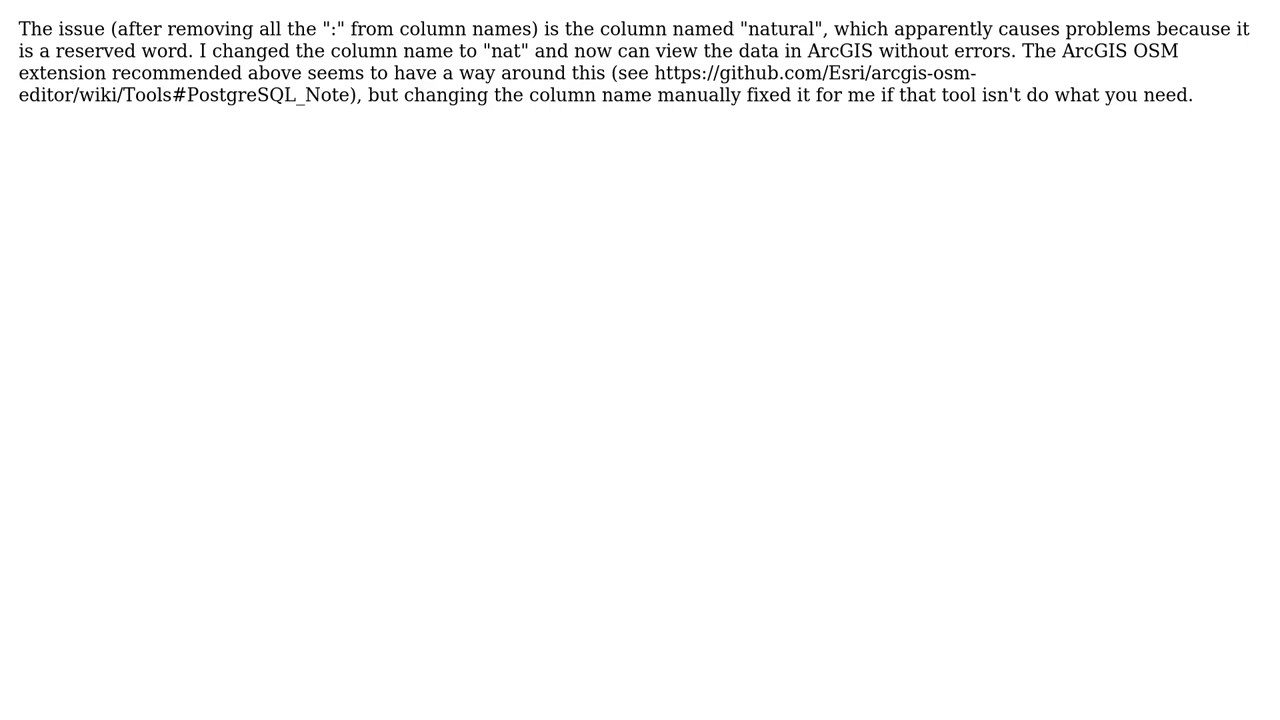 The issue (after removing all the ":" from column names) is the column named "natural", which apparently causes problems because it
is a reserved word. I changed the column name to "nat" and now can view the data in ArcGIS without errors. The ArcGIS OSM
extension recommended above seems to have a way around this (see https://github.com/Esri/arcgis-osm-
editor/wiki/Tools#PostgreSQL_Note), but changing the column name manually fixed it for me if that tool isn't do what you need.